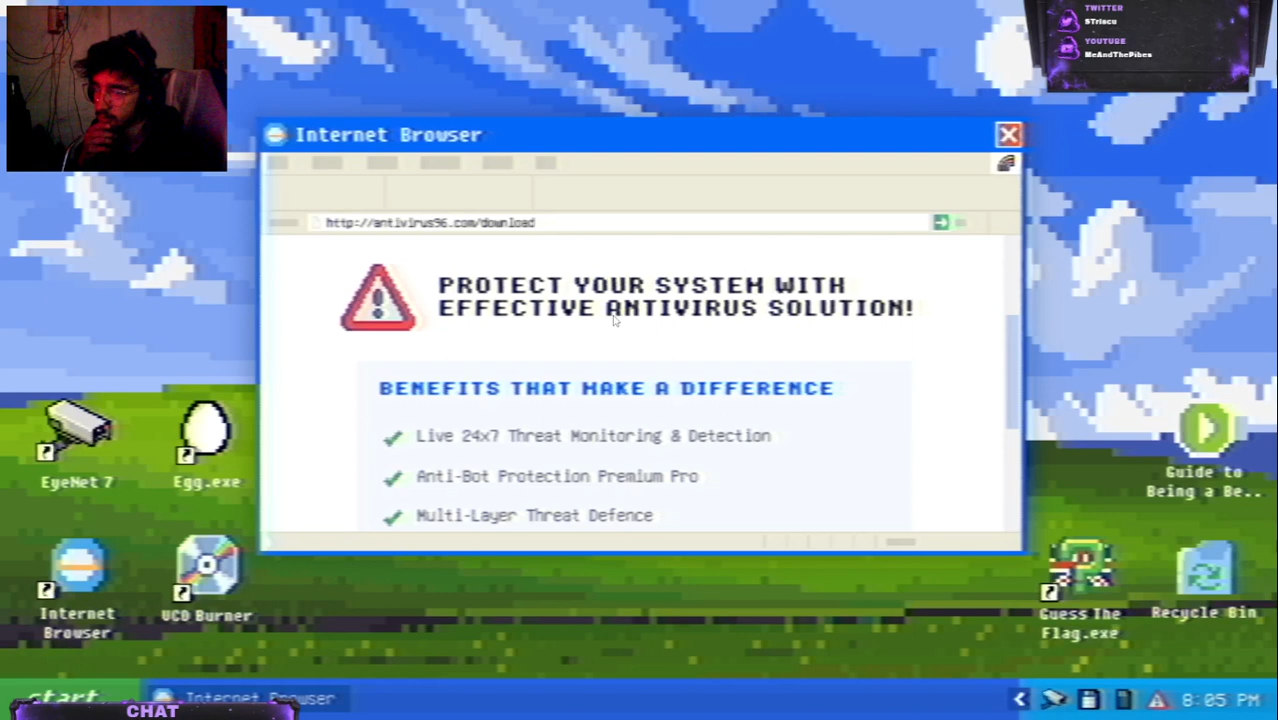 TWITTER
STriscu
YOUTUBE
MeAndThePibes
Internet Browser
http://antivirus96.com/download
PROTECT YOUR SYSTEM WITH
EFFECTIVE ANTIVIRUS SOLUTION!
BENEFITS THAT MAKE A DIFFERENCE
Live 24x7 Threat Monitoring & Detection
Anti-Bot Protection Premium Pro
Multi-Layer Threat Defence
EyeNet 7
Egg.exe
Guide to
Being a Be..
Internet
Browser
VCD Burner
Guess The
Flag.exe
Recycle Bin
start
Internet Browser
8:05 PM
CHAT